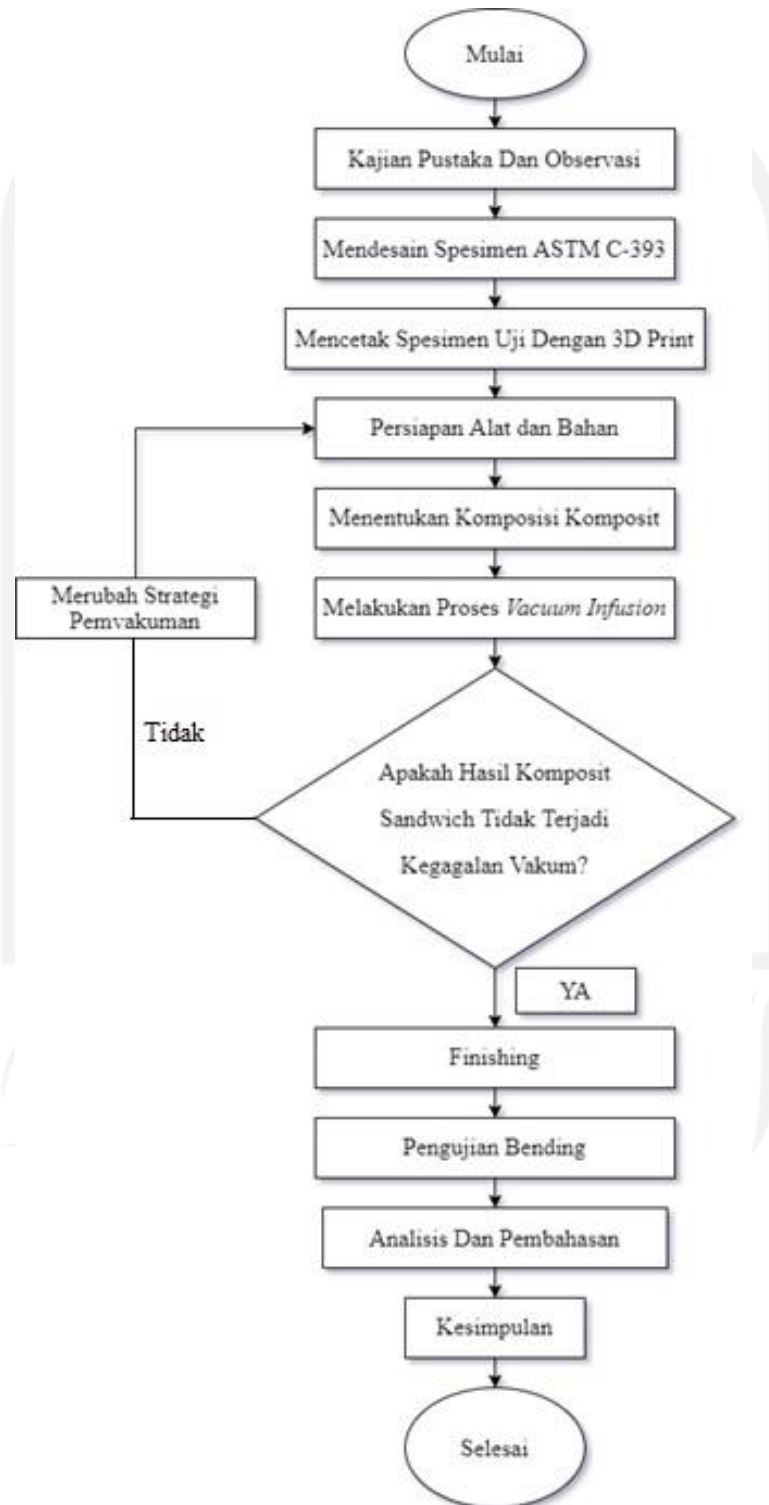 Mulai
Kajian Pustaka Dan Observasi
Mendesain Spesimen ASTM C-393
Mencetak Spesimen Uji Dengan 3D Print
Persiapan Alat dan Bahan
Menentukan Komposisi Komposit
Merubah Strategi
Pemvakuman
Melakukan Proses Vacuum Infusion
Tidak
Apakah Hasil Komposit
Sandwich Tidak Terjadi
Kegagalan Vakum?
YA
Finishing
Pengujian Bending
Analisis Dan Pembahasan
Kesimpulan
Selesai